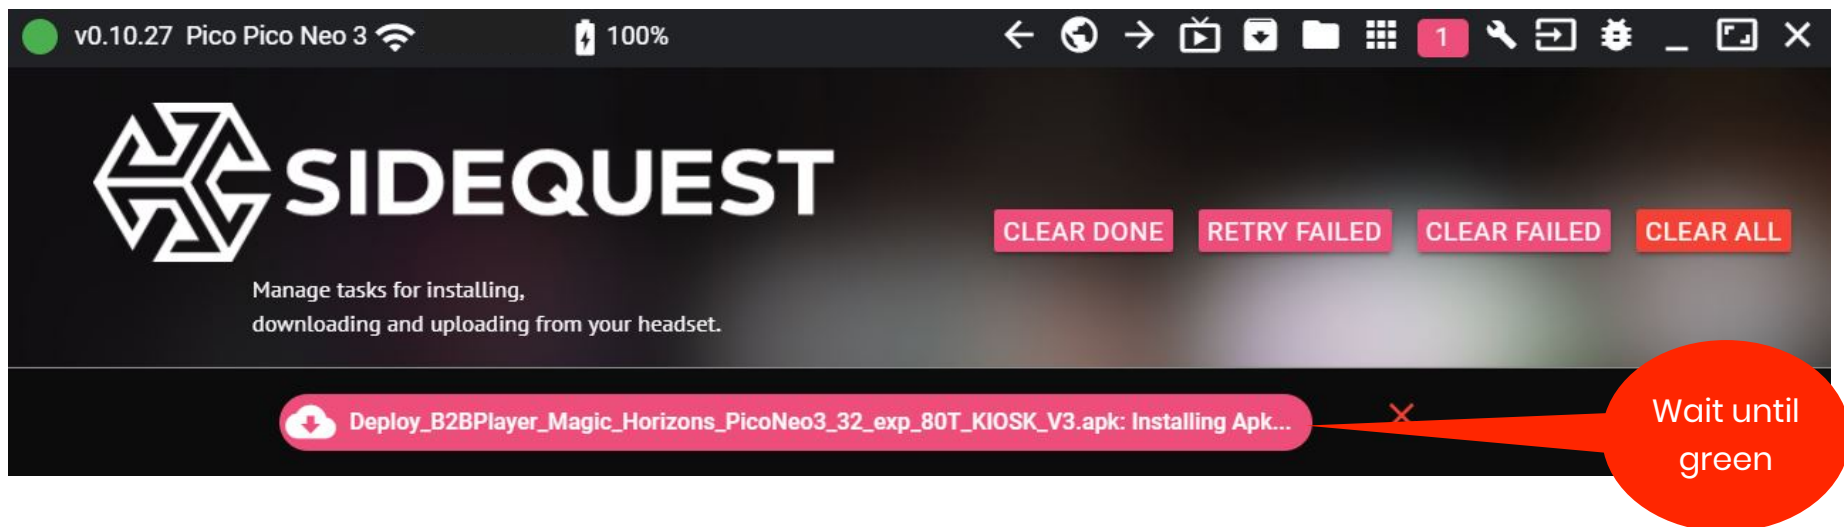 v0.10.27 Pico Pico Neo 3 100% 1
SIDEQUEST
CLEAR DONE RETRY FAILED CLEAR FAILED CLEAR ALL
Manage tasks for installing,
downloading and uploading from your headset.
Deploy_B2BPlayer_Magic_Horizons_PicoNeo3_32_exp_80T_KIOSK_V3.apk: Installing Apk...
Wait until
green